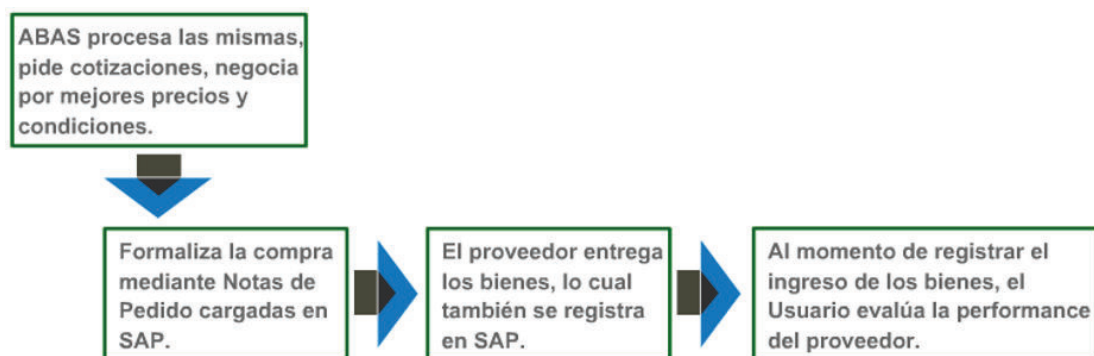 ABAS procesa las mismas,
pide cotizaciones, negocia
por mejores precios y
condiciones.
Formaliza la compra
mediante Notas de
Pedido cargadas en
SAP.
El proveedor entrega
los bienes, lo cual
también se registra
en SAP.
Al momento de registrar el
ingreso de los bienes, el
Usuario evalúa la performance
del proveedor.